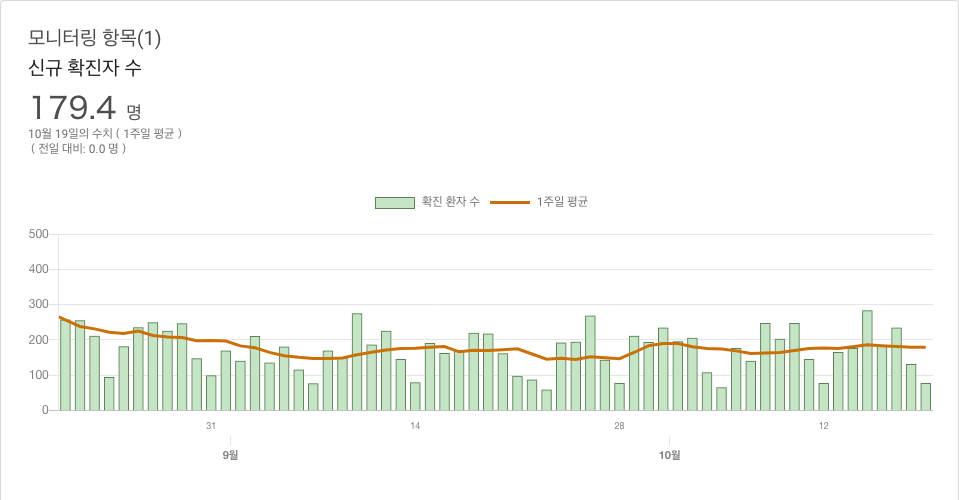 모니터링 항목(1)
신규 확진자 수
179.4 명
10월 19일의 수치 ( 1주일 평균 )
( 전일 대비: 0.0 명 )
확진 환자 수 1주일 평균
500
400
300
200
100
0
31 14 28 12
9월 10월